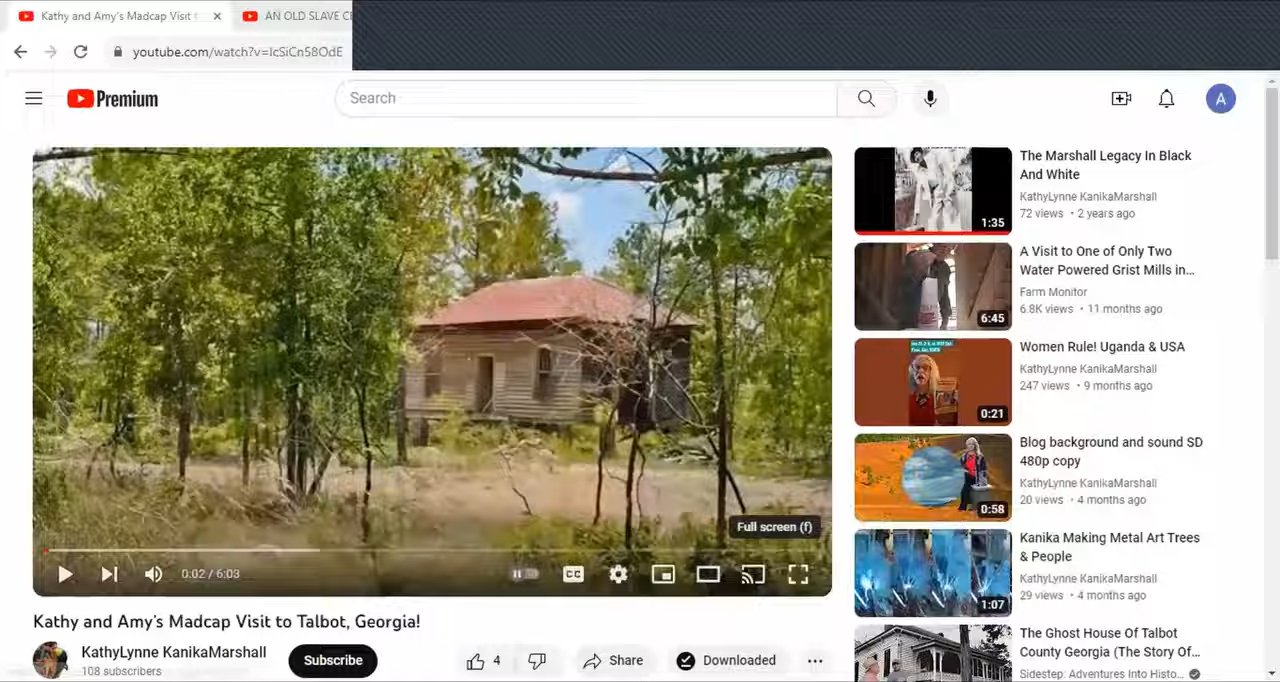 Kathy and Amy's Madcap Visit t
AN OLD SLAVE CE
youtube.com/watch?v=IcSiCn58OdE
Premium
Search
A
Full screen (f)
0:02 / 6:03
CC
Kathy and Amy's Madcap Visit to Talbot, Georgia!
KathyLynne KanikaMarshall
108 subscribers
Subscribe
4
Share
Downloaded
The Marshall Legacy In Black
And White
KathyLynne KanikaMarshall
72 views • 2 years ago
1:35
A Visit to One of Only Two
Water Powered Grist Mills in...
Farm Monitor
6.8K views • 11 months ago
6:45
Women Rule! Uganda & USA
KathyLynne KanikaMarshall
247 views • 9 months ago
0:21
Blog background and sound SD
480p copy
KathyLynne KanikaMarshall
20 views • 4 months ago
0:58
Kanika Making Metal Art Trees
& People
KathyLynne KanikaMarshall
29 views • 4 months ago
1:07
The Ghost House Of Talbot
County Georgia (The Story Of...
Sidestep: Adventures Into Histo...